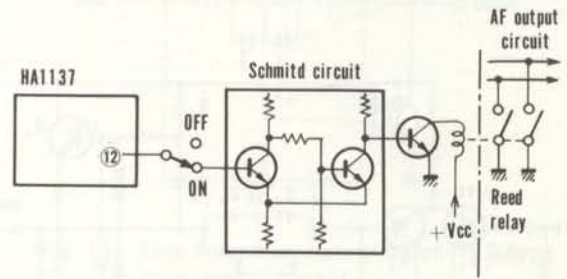 AF output
circuit
HA1137
Schmitd circuit
OFF
⑫
ON
Reed
relay
+Vcc